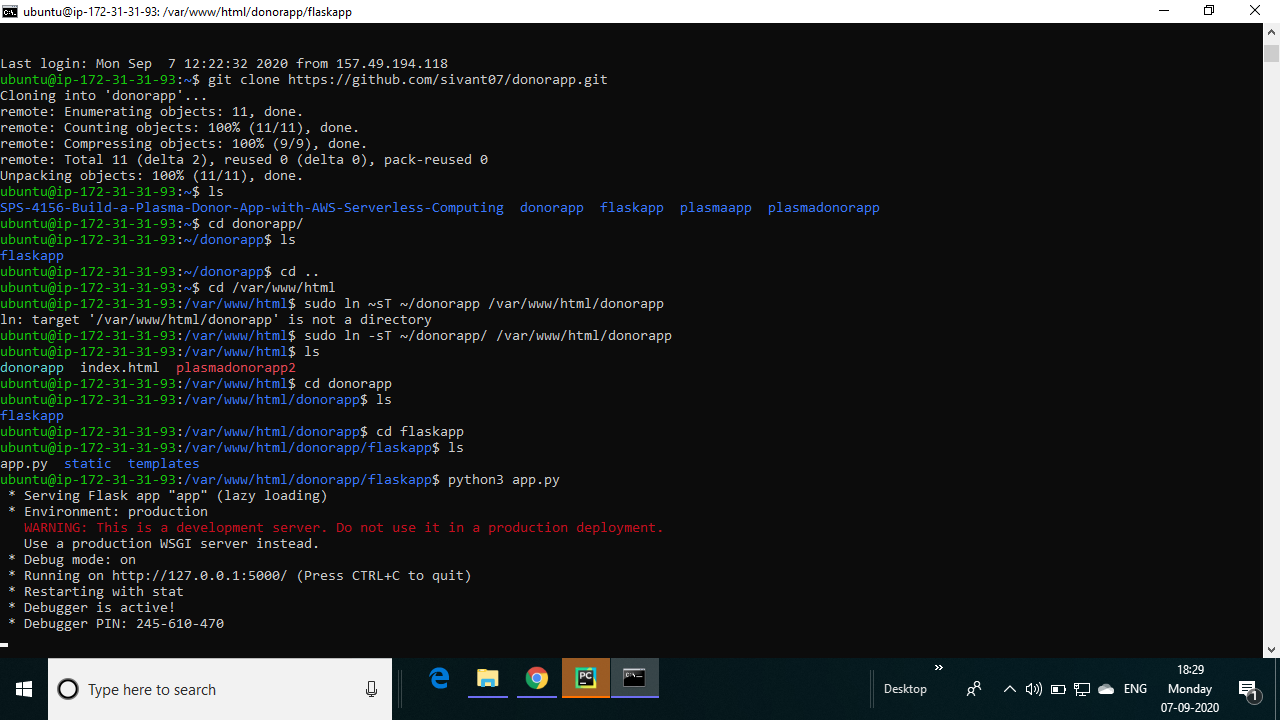 ubuntu@ip-172-31-31-93: /var/www/html/donorapp/flaskapp
Last login: Mon Sep  7 12:22:32 2020 from 157.49.194.118
ubuntu@ip-172-31-31-93:~$ git clone https://github.com/sivant07/donorapp.git
Cloning into 'donorapp'...
remote: Enumerating objects: 11, done.
remote: Counting objects: 100% (11/11), done.
remote: Compressing objects: 100% (9/9), done.
remote: Total 11 (delta 2), reused 0 (delta 0), pack-reused 0
Unpacking objects: 100% (11/11), done.
ubuntu@ip-172-31-31-93:~$ ls
SPS-4156-Build-a-Plasma-Donor-App-with-AWS-Serverless-Computing  donorapp  flaskapp  plasmaapp  plasmadonorapp
ubuntu@ip-172-31-31-93:~$ cd donorapp/
ubuntu@ip-172-31-31-93:~/donorapp$ ls
flaskapp
ubuntu@ip-172-31-31-93:~/donorapp$ cd ..
ubuntu@ip-172-31-31-93:~$ cd /var/www/html
ubuntu@ip-172-31-31-93:/var/www/html$ sudo ln ~sT ~/donorapp /var/www/html/donorapp
ln: target '/var/www/html/donorapp' is not a directory
ubuntu@ip-172-31-31-93:/var/www/html$ sudo ln -sT ~/donorapp/ /var/www/html/donorapp
ubuntu@ip-172-31-31-93:/var/www/html$ ls
donorapp  index.html  plasmadonorapp2
ubuntu@ip-172-31-31-93:/var/www/html$ cd donorapp
ubuntu@ip-172-31-31-93:/var/www/html/donorapp$ ls
flaskapp
ubuntu@ip-172-31-31-93:/var/www/html/donorapp$ cd flaskapp
ubuntu@ip-172-31-31-93:/var/www/html/donorapp/flaskapp$ ls
app.py  static  templates
ubuntu@ip-172-31-31-93:/var/www/html/donorapp/flaskapp$ python3 app.py
 * Serving Flask app "app" (lazy loading)
 * Environment: production
   WARNING: This is a development server. Do not use it in a production deployment.
   Use a production WSGI server instead.
 * Debug mode: on
 * Running on http://127.0.0.1:5000/ (Press CTRL+C to quit)
 * Restarting with stat
 * Debugger is active!
 * Debugger PIN: 245-610-470
Type here to search
PC
Desktop
»
ENG
18:29
Monday
07-09-2020
1